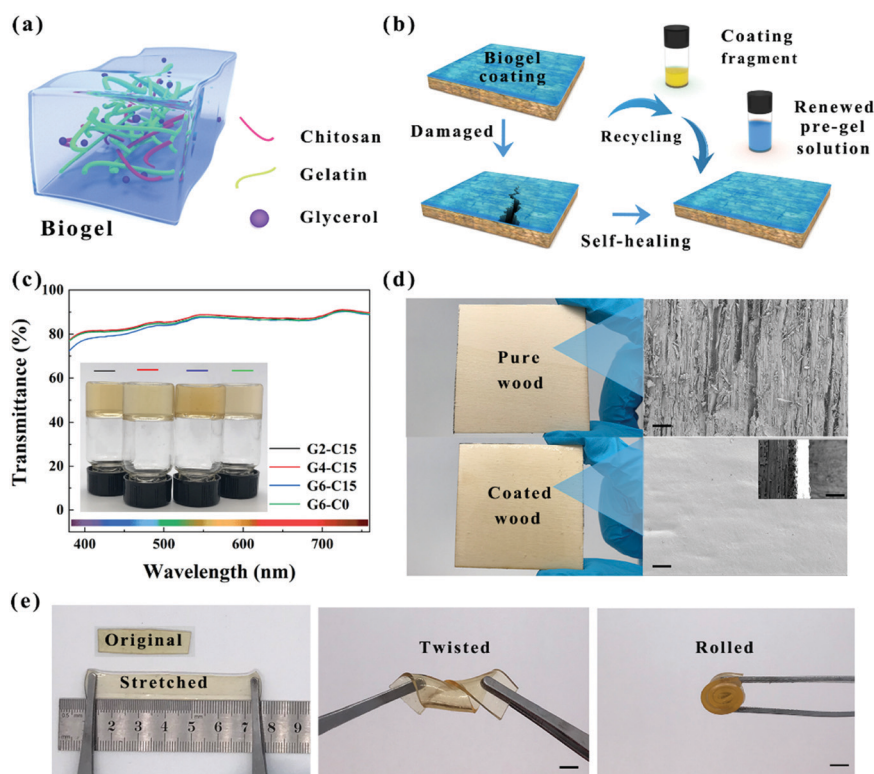 (a)
Biogel
Chitosan
Gelatin
Glycerol
(b)
Biogel
coating
Damaged
Coating
fragment
Recycling
Renewed
pre-gel
solution
Self-healing
(c)
100
80
60
40
20
0
Transmittance (%)
G2-C15
G4-C15
G6-C15
G6-C0
400
500
600
700
Wavelength (nm)
(d)
Pure
wood
Coated
wood
(e)
Original
Stretched
2 3 4 5 6 7 8 9
Twisted
Rolled